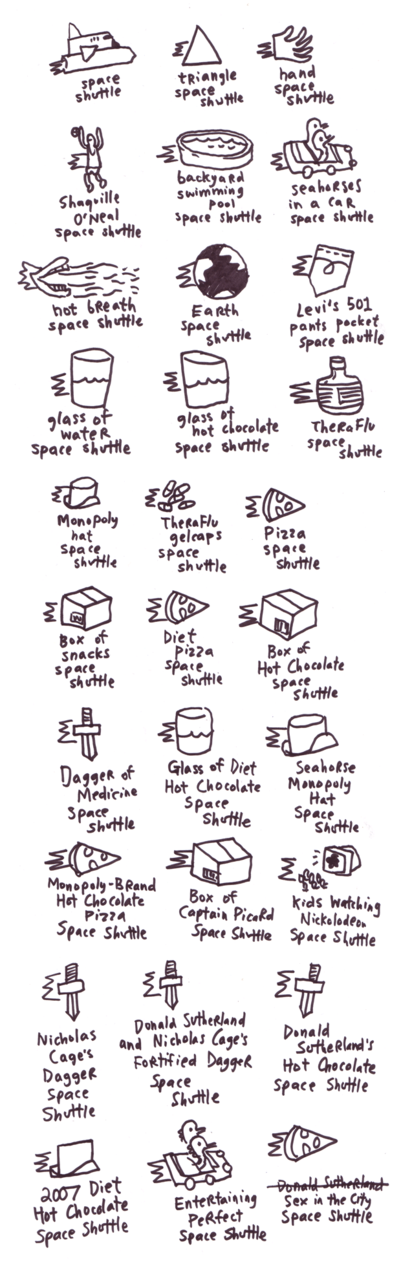 space
shuttle
triangle
space
shuttle
hand
space
shuttle
Shaquille
O'Neal
space shuttle
backyard
swimming
pool
space shuttle
seahorses
in a car
space shuttle
hot breath
space shuttle
Earth
space
shuttle
Levi's 501
pants pocket
space shuttle
glass of
water
space shuttle
glass of
hot chocolate
space shuttle
TheraFlu
space
shuttle
Monopoly
hat
space
shuttle
TheraFlu
gelcaps
space
shuttle
Pizza
space
shuttle
Box of
snacks
space
shuttle
Diet
Pizza
space
shuttle
Box of
Hot Chocolate
space
shuttle
Dagger of
Medicine
Space
shuttle
Glass of Diet
Hot Chocolate
Space
Shuttle
Seahorse
Monopoly
Hat
Space
Shuttle
Monopoly-Brand
Hot Chocolate
Pizza
Space Shuttle
Box of
Captain Picard
Space Shuttle
Kids Watching
Nickolodeon
Space Shuttle
Nicholas
Cage's
Dagger
Space
Shuttle
Donald Sutherland
and Nicholas Cage's
Fortified Dagger
Space
Shuttle
Donald
Sutherland's
Hot Chocolate
Space Shuttle
2007 Diet
Hot Chocolate
Space Shuttle
Entertaining
Perfect
Space Shuttle
Donald Sutherland
Sex in the City
Space Shuttle